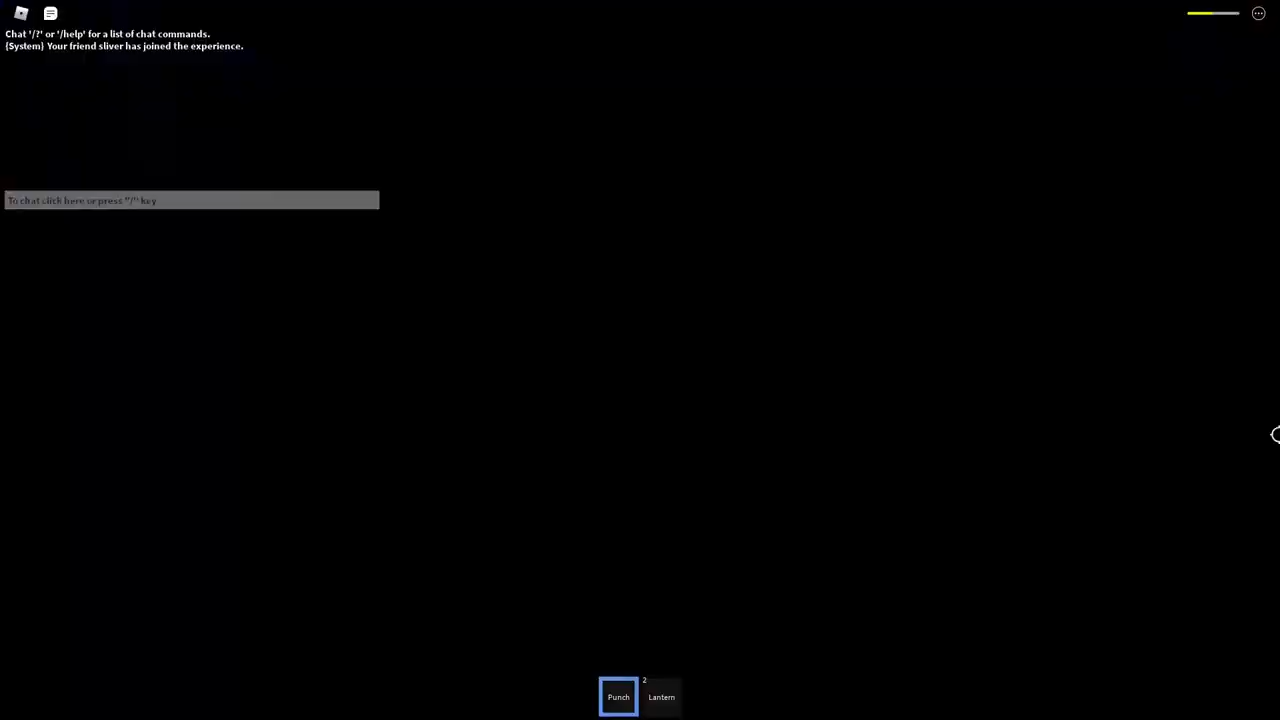 Chat '/?' or '/help' for a list of chat commands.
{System} Your friend sliver has joined the experience.
To chat click here or press "/" key
2
Punch
Lantern